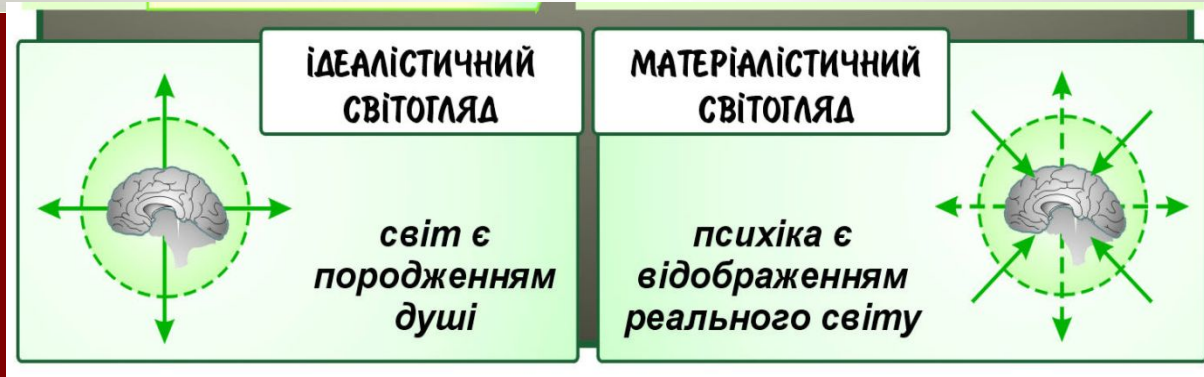 ІДЕАЛІСТИЧНИЙ
СВІТОГЛЯД
світ є
породженням
душі
МАТЕРІАЛІСТИЧНИЙ
СВІТОГЛЯД
психіка є
відображенням
реального світу